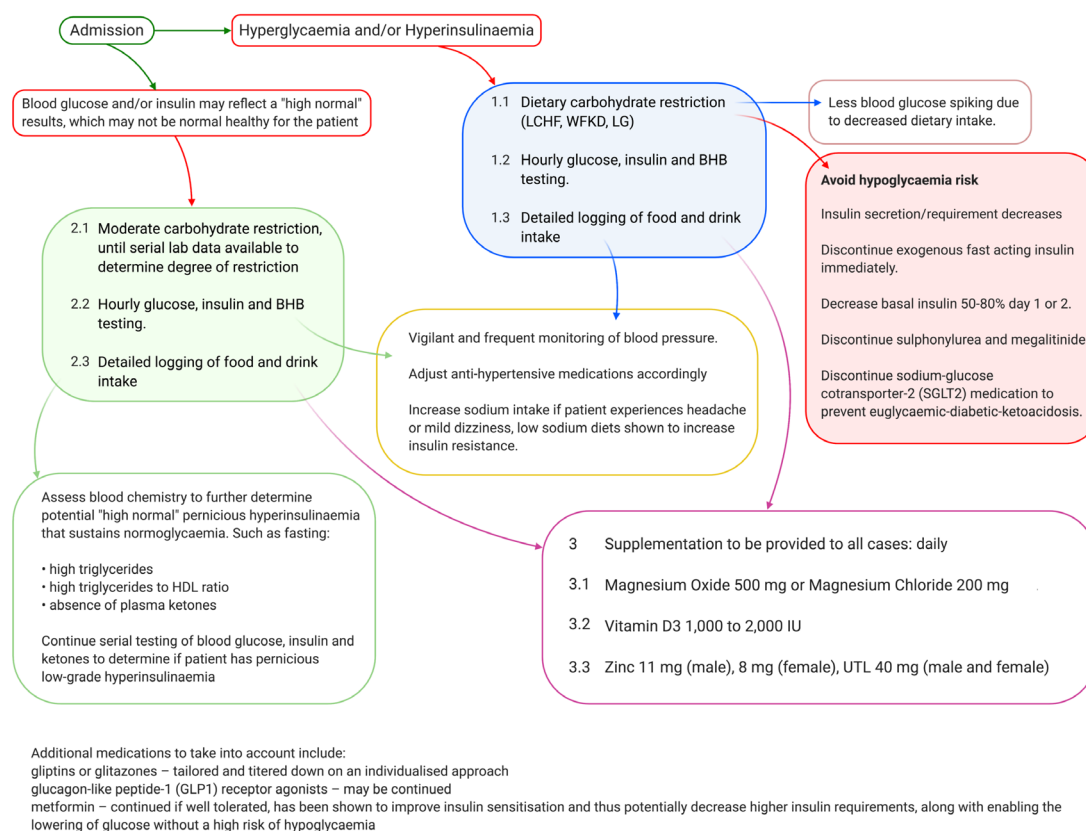 Admission
Hyperglycaemia and/or Hyperinsulinaemia
Blood glucose and/or insulin may reflect a "high normal"
results, which may not be normal healthy for the patient
1.1 Dietary carbohydrate restriction
(LCHF, WFKD, LG)
1.2 Hourly glucose, insulin and BHB
testing.
1.3 Detailed logging of food and drink
intake
Less blood glucose spiking due
to decreased dietary intake.
Avoid hypoglycaemia risk
Insulin secretion/requirement decreases
Discontinue exogenous fast acting insulin
immediately.
Decrease basal insulin 50-80% day 1 or 2.
Discontinue sulphonylurea and megalitinide
Discontinue sodium-glucose
cotransporter-2 (SGLT2) medication to
prevent euglycaemic-diabetic-ketoacidosis.
2.1 Moderate carbohydrate restriction,
until serial lab data available to
determine degree of restriction
2.2 Hourly glucose, insulin and BHB
testing.
2.3 Detailed logging of food and drink
intake
Vigilant and frequent monitoring of blood pressure.
Adjust anti-hypertensive medications accordingly
Increase sodium intake if patient experiences headache
or mild dizziness, low sodium diets shown to increase
insulin resistance.
Assess blood chemistry to further determine
potential "high normal" pernicious hyperinsulinaemia
that sustains normoglycaemia. Such as fasting:
• high triglycerides
• high triglycerides to HDL ratio
• absence of plasma ketones
Continue serial testing of blood glucose, insulin and
ketones to determine if patient has pernicious
low-grade hyperinsulinaemia
3 Supplementation to be provided to all cases: daily
3.1 Magnesium Oxide 500 mg or Magnesium Chloride 200 mg
3.2 Vitamin D3 1,000 to 2,000 IU
3.3 Zinc 11 mg (male), 8 mg (female), UTL 40 mg (male and female)
Additional medications to take into account include:
gliptins or glitazones – tailored and titered down on an individualised approach
glucagon-like peptide-1 (GLP1) receptor agonists – may be continued
metformin – continued if well tolerated, has been shown to improve insulin sensitisation and thus potentially decrease higher insulin requirements, along with enabling the
lowering of glucose without a high risk of hypoglycaemia